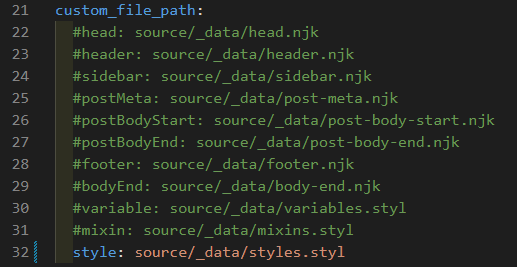 21 custom_file_path:
22 #head: source/_data/head.njk
23 #header: source/_data/header.njk
24 #sidebar: source/_data/sidebar.njk
25 #postMeta: source/_data/post-meta.njk
26 #postBodyStart: source/_data/post-body-start.njk
27 #postBodyEnd: source/_data/post-body-end.njk
28 #footer: source/_data/footer.njk
29 #bodyEnd: source/_data/body-end.njk
30 #variable: source/_data/variables.styl
31 #mixin: source/_data/mixins.styl
32 style: source/_data/styles.styl